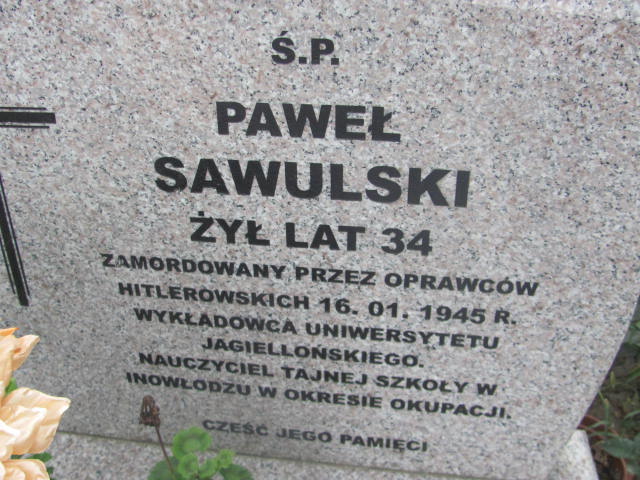 Ś.P.
PAWEŁ
SAWULSKI
ŻYŁ LAT 34
ZAMORDOWANY PRZEZ OPRAWCÓW
HITLEROWSKICH 16. 01. 1945 R.
WYKŁADOWCA UNIWERSYTETU
JAGIELLOŃSKIEGO.
NAUCZYCIEL TAJNEJ SZKOŁY W
INOWŁODZU W OKRESIE OKUPACJI.
CZEŚĆ JEGO PAMIĘCI